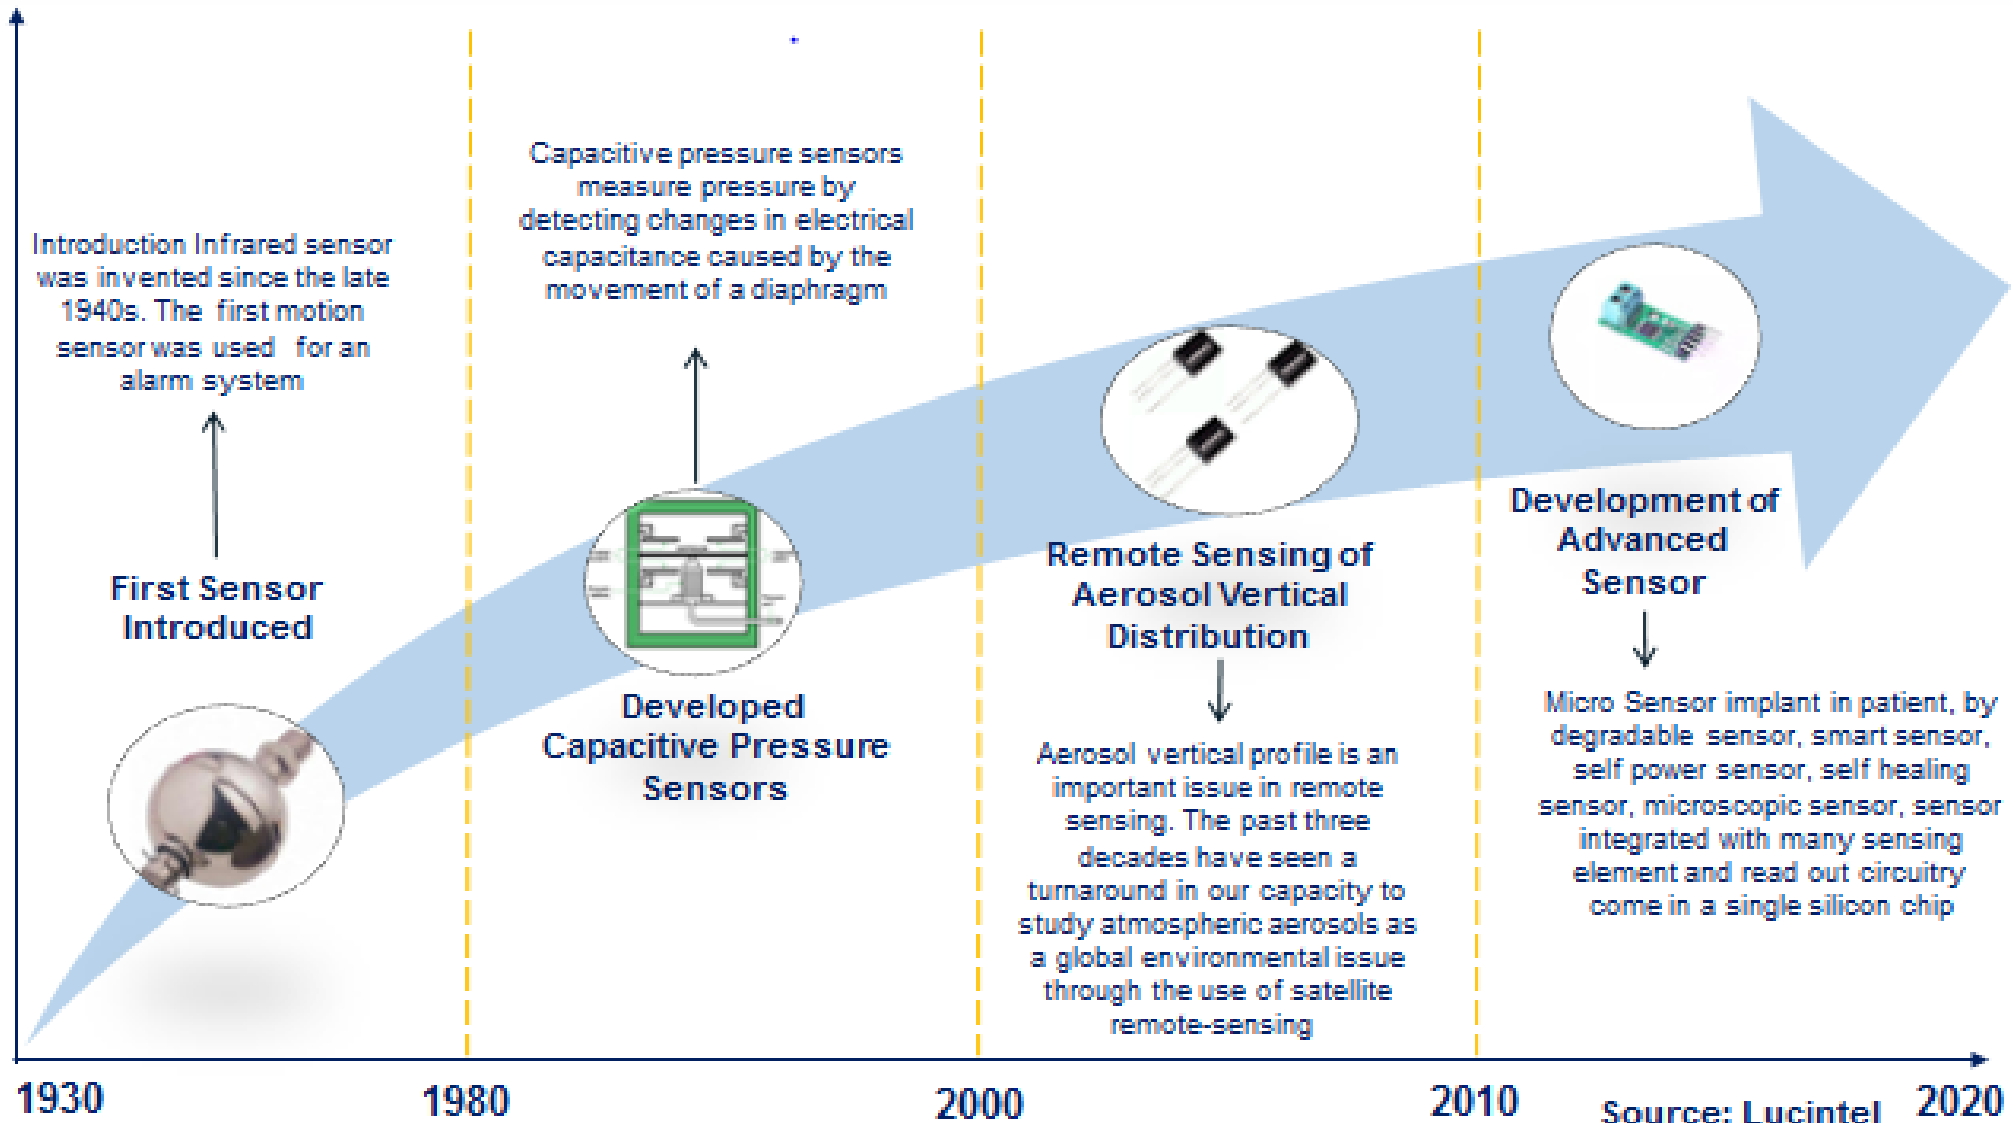 Introduction Infrared sensor
was invented since the late
1940s. The first motion
sensor was used for an
alarm system
First Sensor
Introduced
Capacitive pressure sensors
measure pressure by
detecting changes in electrical
capacitance caused by the
movement of a diaphragm
Developed
Capacitive Pressure
Sensors
Remote Sensing of
Aerosol Vertical
Distribution
Aerosol vertical profile is an
important issue in remote
sensing. The past three
decades have seen a
turnaround in our capacity to
study atmospheric aerosols as
a global environmental issue
through the use of satellite
remote-sensing
Development of
Advanced
Sensor
Micro Sensor implant in patient, by
degradable sensor, smart sensor,
self power sensor, self healing
sensor, microscopic sensor, sensor
integrated with many sensing
element and read out circuitry
come in a single silicon chip
1930
1980
2000
2010
2020
Source: Lucintel